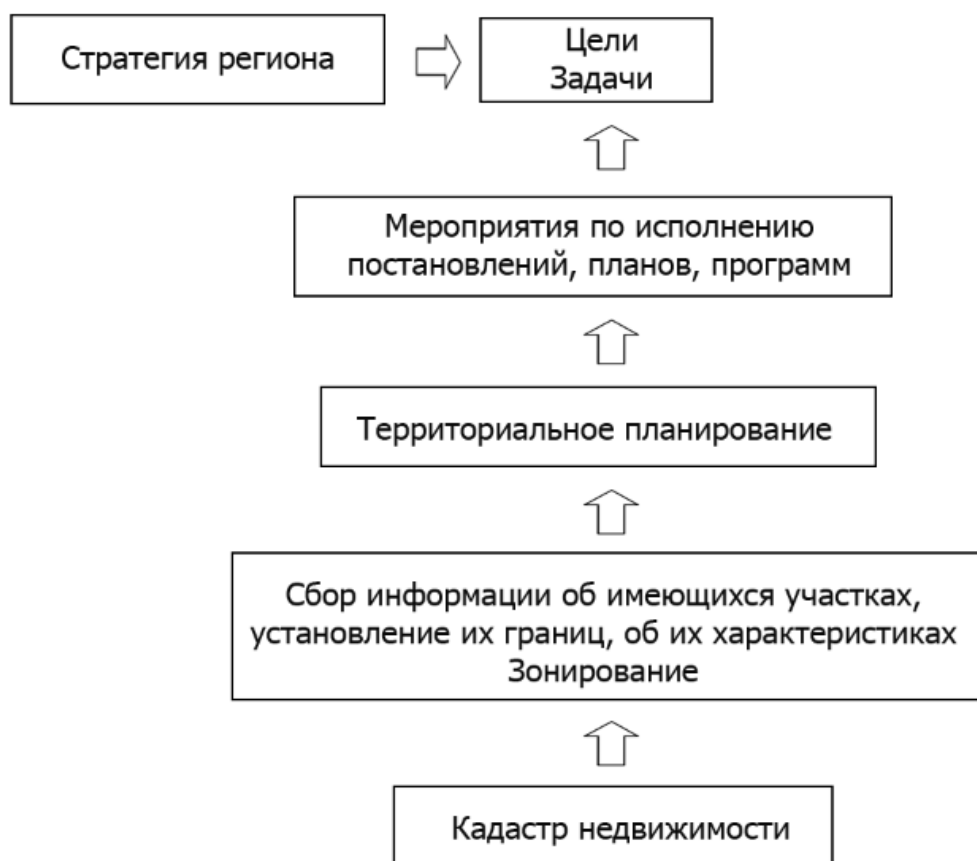 Стратегия региона
Цели
Задачи
Мероприятия по исполнению
постановлений, планов, программ
Территориальное планирование
Сбор информации об имеющихся участках,
установление их границ, об их характеристиках
Зонирование
Кадастр недвижимости